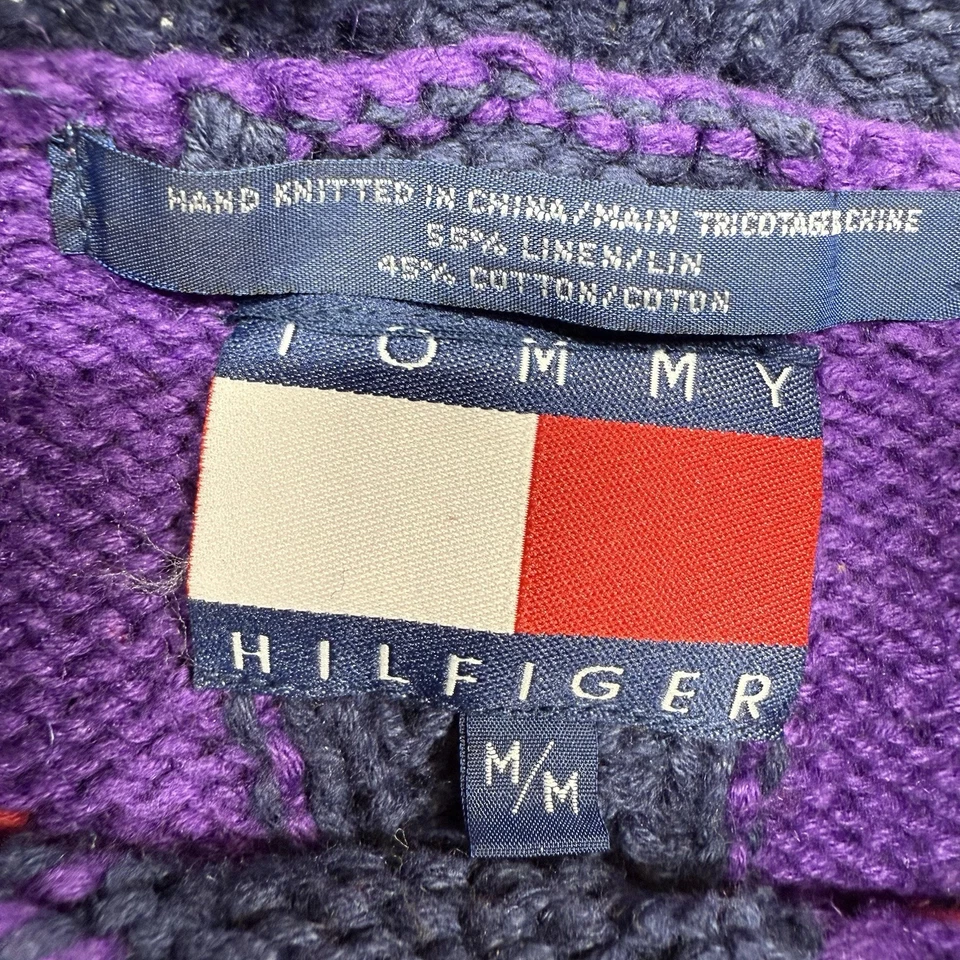 HAND KNITTED IN CHINA/MAIN TRICOTAGE CHINE
55% LINEN/LIN
45% COTTON/COTON
TOMMY
HILFIGER
M/M